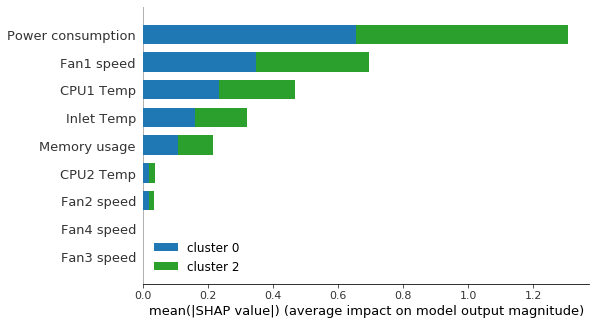 Power consumption
Fan1 speed
CPU1 Temp
Inlet Temp
Memory usage
CPU2 Temp
Fan2 speed
Fan4 speed
Fan3 speed
cluster 0
cluster 2
0.0 0.2 0.4 0.6 0.8 1.0 1.2
mean(|SHAP value|) (average impact on model output magnitude)